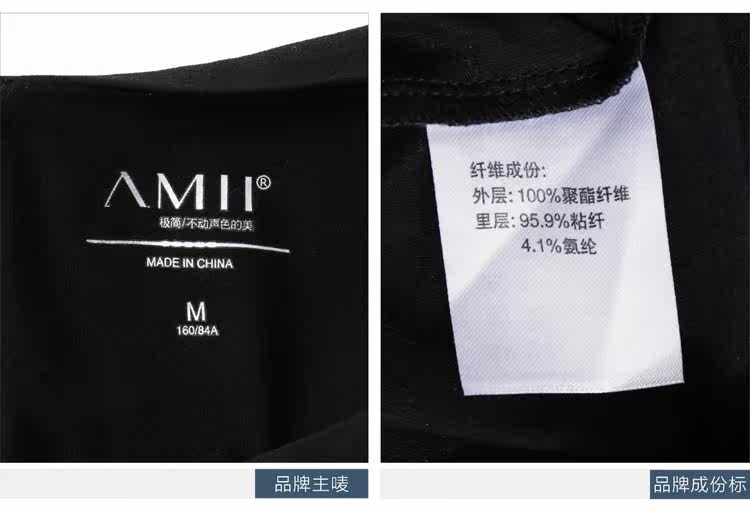 AMII®
极简/不动声色的美
MADE IN CHINA
M
160/84A
品牌主唛
纤维成份:
外层:100%聚酯纤维
里层:95.9%粘纤
4.1%氨纶
品牌成份标